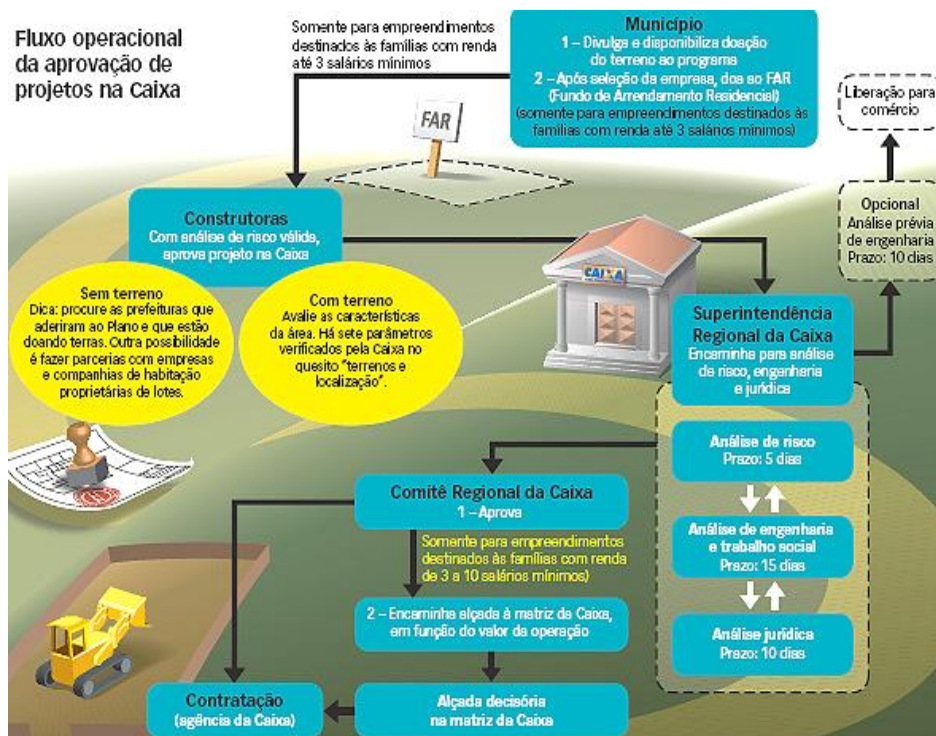 Fluxo operacional
da aprovação de
projetos na Caixa
Somente para empreendimentos
destinados às famílias com renda
até 3 salários mínimos
Município
1 – Divulga e disponibiliza doação
do terreno ao programa
2 – Após seleção da empresa, doa ao FAR
(Fundo de Arrendamento Residencial)
(somente para empreendimentos destinados às
famílias com renda até 3 salários mínimos)
Liberação para
comércio
FAR
Opcional
Análise prévia
de engenharia
Prazo: 10 dias
Construtoras
Com análise de risco válida,
aprova projeto na Caixa
CAIXA
Sem terreno
Dica: procure as prefeituras que
aderiram ao Plano e que estão
doando terras. Outra possibilidade
é fazer parcerias com empresas
e companhias de habitação
proprietárias de lotes.
Com terreno
Avalie as características
da área. Há sete parâmetros
verificados pela Caixa no
quesito "terrenos e
localização".
Superintendência
Regional da Caixa
Encaminha para análise
de risco, engenharia
e jurídica
Análise de risco
Prazo: 5 dias
Análise de engenharia
e trabalho social
Prazo: 15 dias
Análise jurídica
Prazo: 10 dias
Comitê Regional da Caixa
1 – Aprova
Somente para empreendimentos
destinados às famílias com renda
de 3 a 10 salários mínimos)
2 – Encaminha alçada à matriz da Caixa,
em função do valor da operação
Alçada decisória
na matriz da Caixa
Contratação
(agência da Caixa)